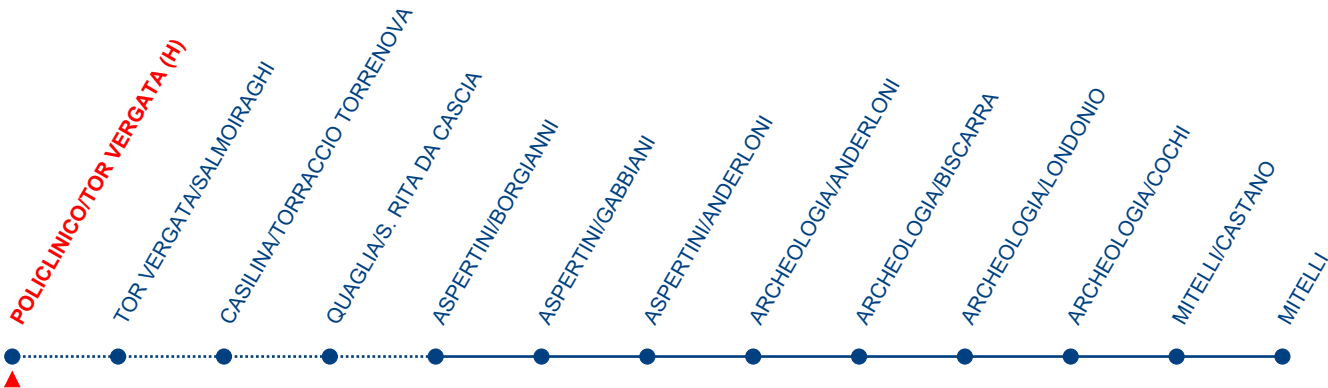 POLICLINICO/TOR VERGATA (H)
TOR VERGATA/SALMOIRAGHI
CASILINA/TORRACCIO TORRENOVA
QUAGLIA/S. RITA DA CASCIA
ASPERTINI/BORGIANNI
ASPERTINI/GABBIANI
ASPERTINI/ANDERLONI
ARCHEOLOGIA/ANDERLONI
ARCHEOLOGIA/BISCARRA
ARCHEOLOGIA/LONDONIO
ARCHEOLOGIA/COCHI
MITELLI/CASTANO
MITELLI